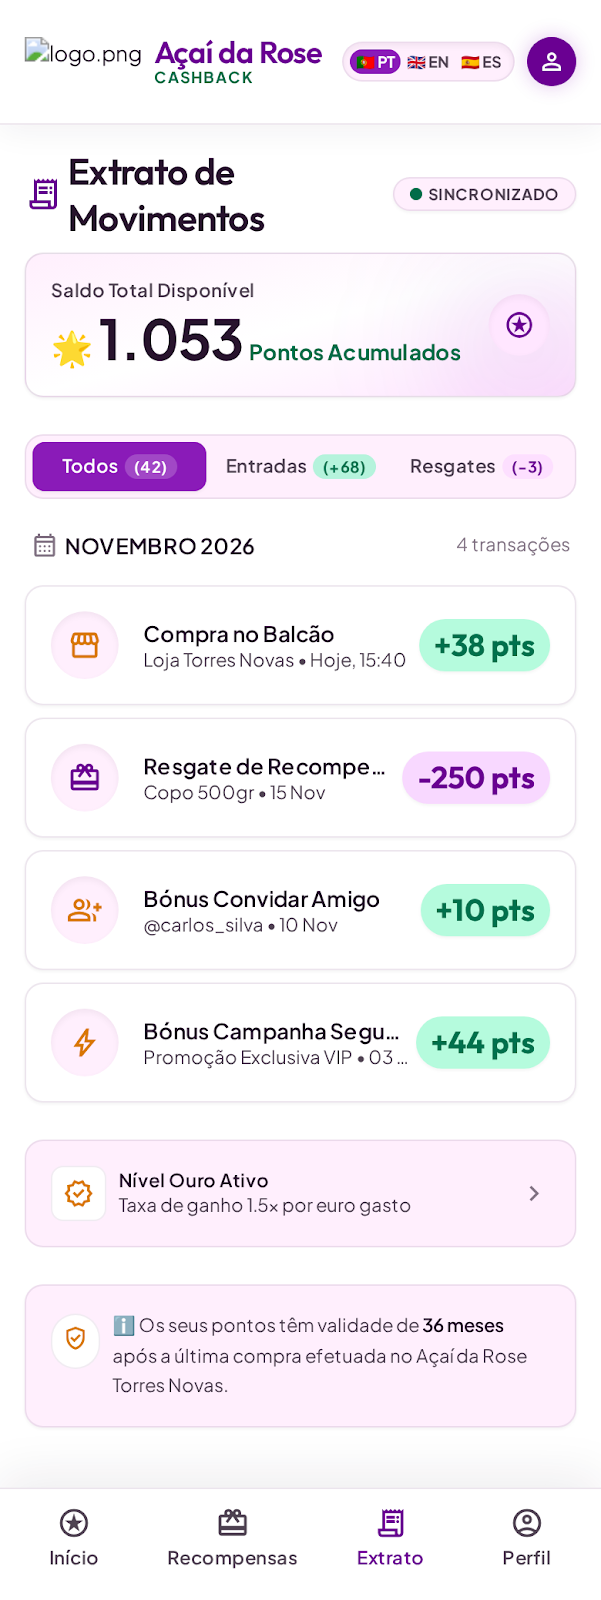 logo.png
Açaí da Rose
CASHBACK
🇵🇹 PT 🇬🇧 EN 🇪🇸 ES
Extrato de
Movimentos
SINCRONIZADO
Saldo Total Disponível
🌟 1.053 Pontos Acumulados
Todos (42) Entradas (+68) Resgates (-3)
NOVEMBRO 2026 4 transações
Compra no Balcão
Loja Torres Novas • Hoje, 15:40
+38 pts
Resgate de Recompe...
Copo 500gr • 15 Nov
-250 pts
Bónus Convidar Amigo
@carlos_silva • 10 Nov
+10 pts
Bónus Campanha Segu...
Promoção Exclusiva VIP • 03 ...
+44 pts
Nível Ouro Ativo
Taxa de ganho 1.5× por euro gasto
ℹ️ Os seus pontos têm validade de 36 meses
após a última compra efetuada no Açaí da Rose
Torres Novas.
Início Recompensas Extrato Perfil